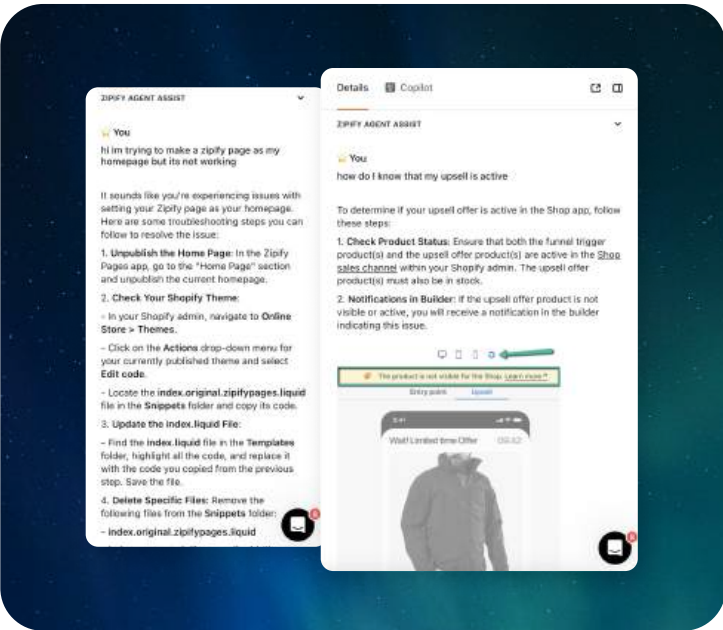 ZIPIFY AGENT ASSIST
You
hi im trying to make a zipify page as my
homepage but its not working
It sounds like you're experiencing issues with
setting your Zipify page as your homepage.
Here are some troubleshooting steps you can
follow to resolve the issue:
1. Unpublish the Home Page: In the Zipify
Pages app, go to the "Home Page" section
and unpublish the current homepage.
2. Check Your Shopify Theme:
- In your Shopify admin, navigate to Online
Store > Themes.
- Click on the Actions drop-down menu for
your currently published theme and select
Edit code.
- Locate the index.original.zipifypages.liquid
file in the Snippets folder and copy its code.
3. Update the index.liquid File:
- Find the index.liquid file in the Templates
folder, highlight all the code, and replace it
with the code you copied from the previous
step. Save the file.
4. Delete Specific Files: Remove the
following files from the Snippets folder:
- index.original.zipifypages.liquid
Details Copilot
ZIPIFY AGENT ASSIST
You
how do I know that my upsell is active
To determine if your upsell offer is active in the Shop app, follow
these steps:
1. Check Product Status: Ensure that both the funnel trigger
product(s) and the upsell offer product(s) are active in the Shop
sales channel within your Shopify admin. The upsell offer
product(s) must also be in stock.
2. Notifications in Builder: If the upsell offer product is not
visible or active, you will receive a notification in the builder
indicating this issue.
The product is not visible for the Shop. Learn more
Entry point Upsell
9:41
Wait! Limited time Offer